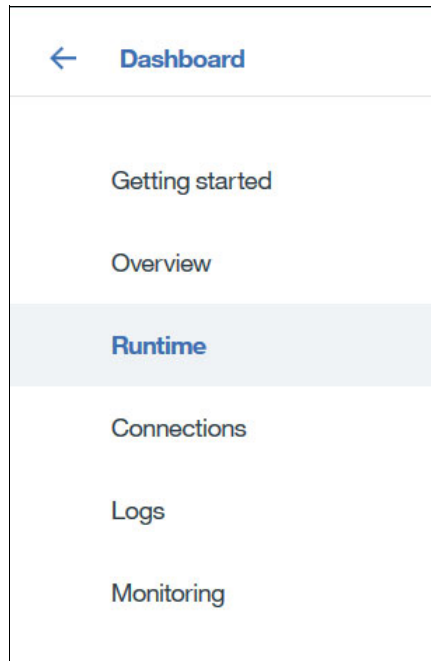 Dashboard
Getting started
Overview
Runtime
Connections
Logs
Monitoring